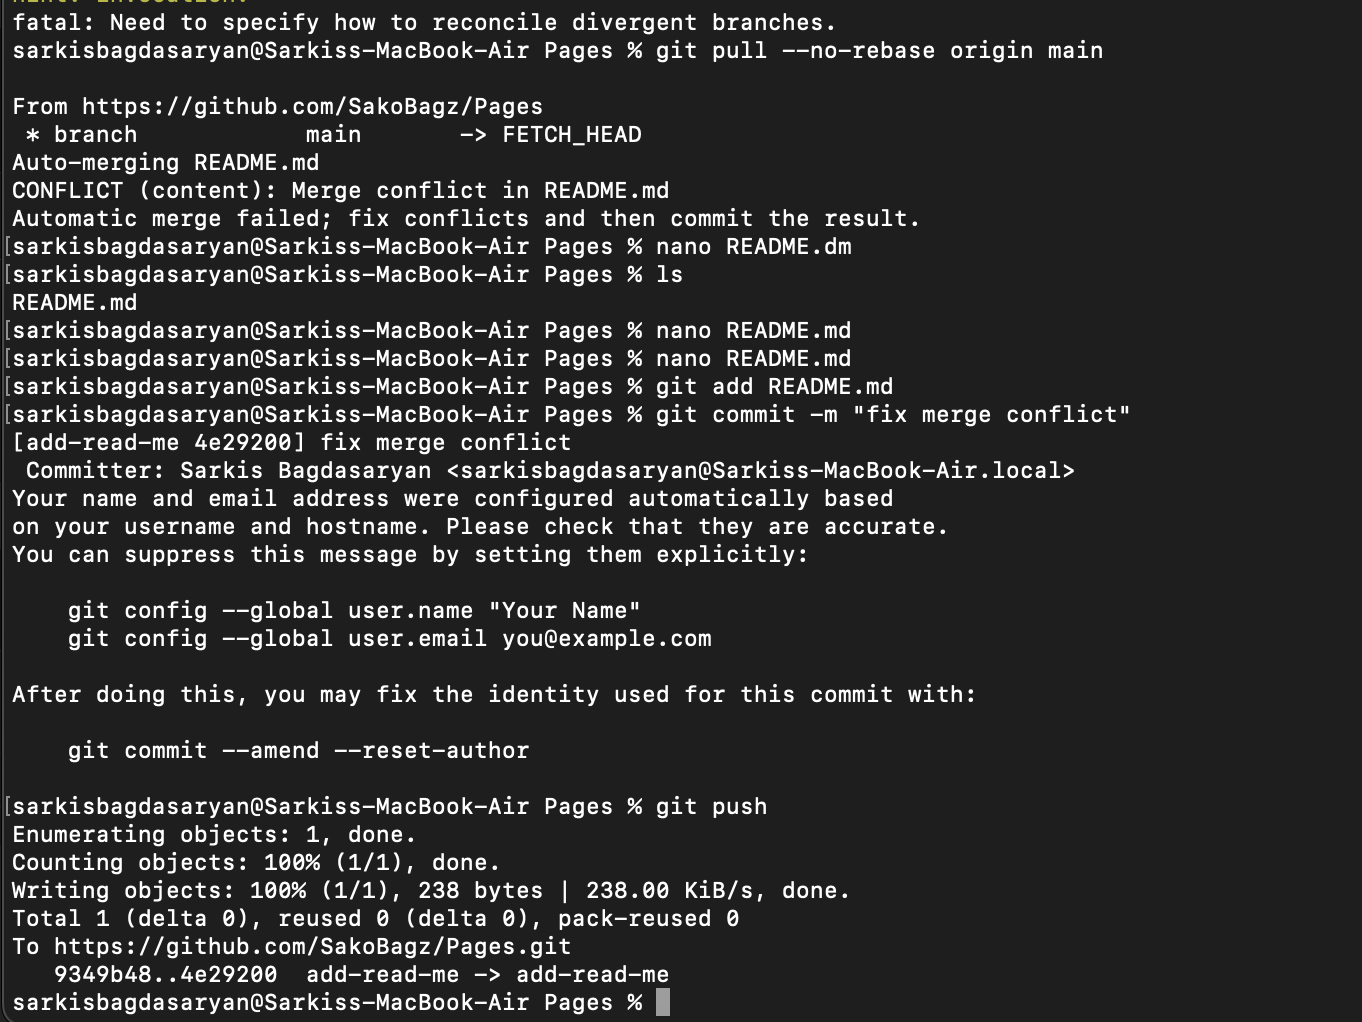 fatal: Need to specify how to reconcile divergent branches.
sarkisbagdasaryan@Sarkiss-MacBook-Air Pages % git pull --no-rebase origin main
From https://github.com/SakoBagz/Pages
 * branch            main       -> FETCH_HEAD
Auto-merging README.md
CONFLICT (content): Merge conflict in README.md
Automatic merge failed; fix conflicts and then commit the result.
[sarkisbagdasaryan@Sarkiss-MacBook-Air Pages % nano README.dm
[sarkisbagdasaryan@Sarkiss-MacBook-Air Pages % ls
README.md
[sarkisbagdasaryan@Sarkiss-MacBook-Air Pages % nano README.md
[sarkisbagdasaryan@Sarkiss-MacBook-Air Pages % nano README.md
[sarkisbagdasaryan@Sarkiss-MacBook-Air Pages % git add README.md
[sarkisbagdasaryan@Sarkiss-MacBook-Air Pages % git commit -m "fix merge conflict"
[add-read-me 4e29200] fix merge conflict
 Committer: Sarkis Bagdasaryan <sarkisbagdasaryan@Sarkiss-MacBook-Air.local>
Your name and email address were configured automatically based
on your username and hostname. Please check that they are accurate.
You can suppress this message by setting them explicitly:
    git config --global user.name "Your Name"
    git config --global user.email you@example.com
After doing this, you may fix the identity used for this commit with:
    git commit --amend --reset-author
[sarkisbagdasaryan@Sarkiss-MacBook-Air Pages % git push
Enumerating objects: 1, done.
Counting objects: 100% (1/1), done.
Writing objects: 100% (1/1), 238 bytes | 238.00 KiB/s, done.
Total 1 (delta 0), reused 0 (delta 0), pack-reused 0
To https://github.com/SakoBagz/Pages.git
   9349b48..4e29200  add-read-me -> add-read-me
sarkisbagdasaryan@Sarkiss-MacBook-Air Pages %